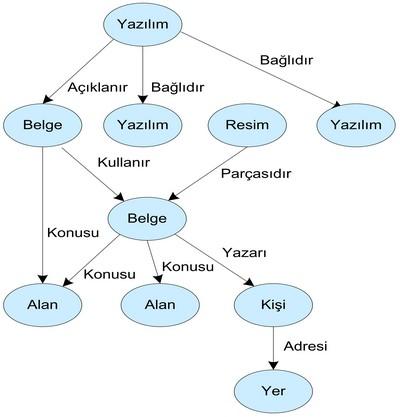 Yazılım
Açıklanır
Bağlıdır
Bağlıdır
Belge
Yazılım
Resim
Yazılım
Kullanır
Parçasıdır
Belge
Konusu
Konusu
Konusu
Yazarı
Alan
Alan
Kişi
Adresi
Yer